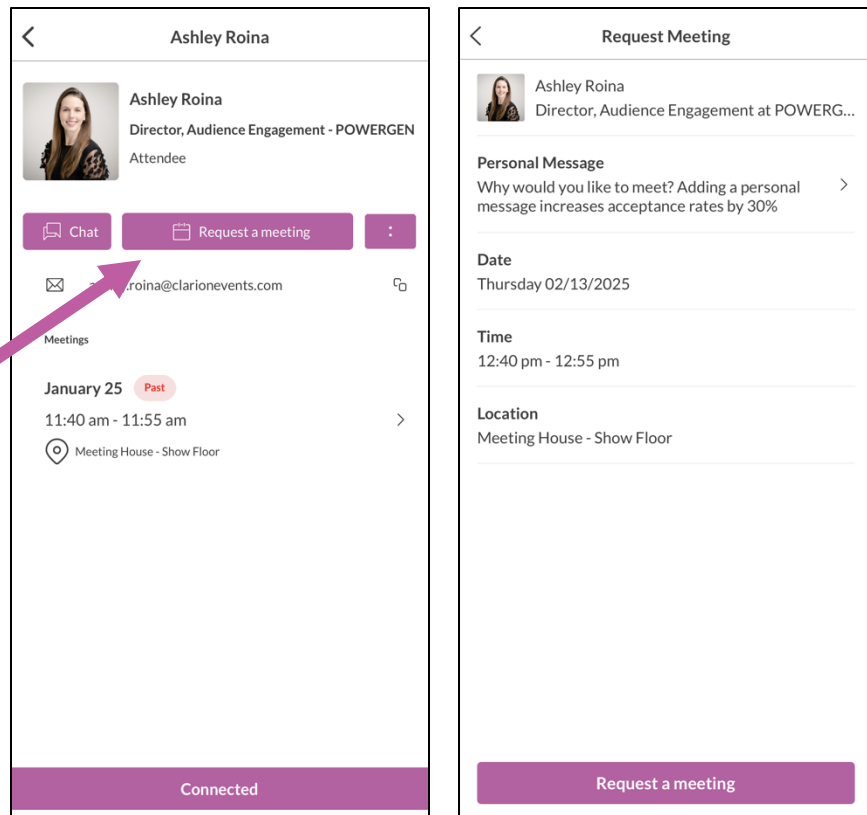 Ashley Roina
Ashley Roina
Director, Audience Engagement - POWERGEN
Attendee
Chat
Request a meeting
.roina@clarionevents.com
Meetings
January 25 Past
11:40 am - 11:55 am
Meeting House - Show Floor
Connected
Request Meeting
Ashley Roina
Director, Audience Engagement at POWERG...
Personal Message
Why would you like to meet? Adding a personal
message increases acceptance rates by 30%
Date
Thursday 02/13/2025
Time
12:40 pm - 12:55 pm
Location
Meeting House - Show Floor
Request a meeting